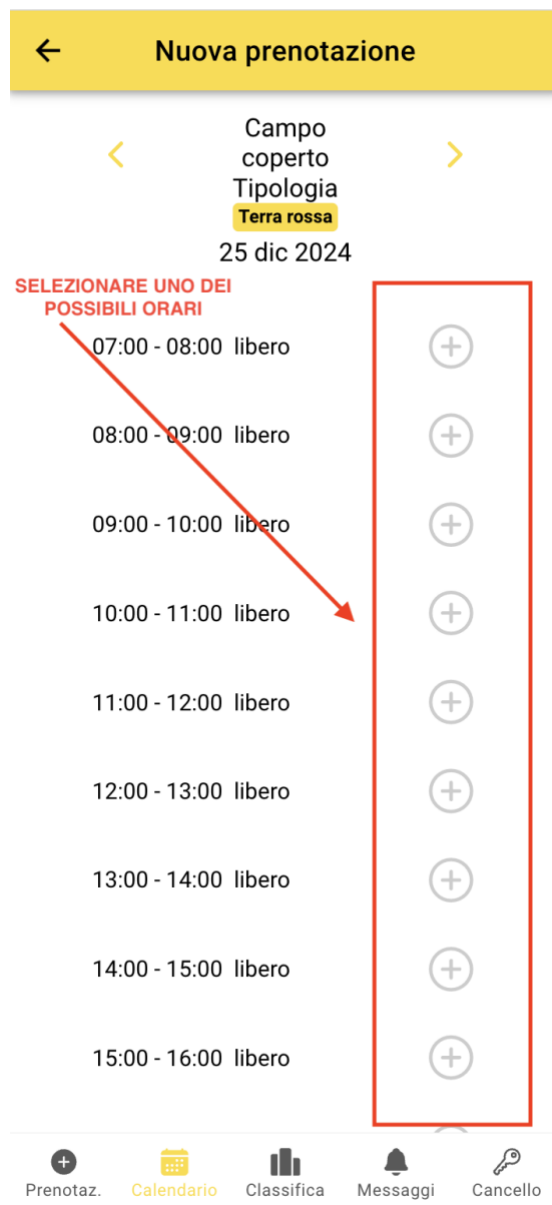 Nuova prenotazione
Campo
coperto
Tipologia
Terra rossa
25 dic 2024
SELEZIONARE UNO DEI
POSSIBILI ORARI
07:00 - 08:00 libero
08:00 - 09:00 libero
09:00 - 10:00 libero
10:00 - 11:00 libero
11:00 - 12:00 libero
12:00 - 13:00 libero
13:00 - 14:00 libero
14:00 - 15:00 libero
15:00 - 16:00 libero
Prenotaz. Calendario Classifica Messaggi Cancello